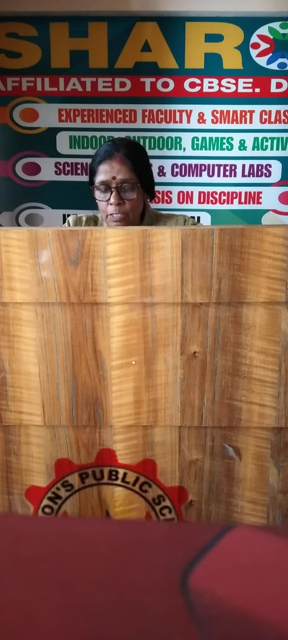 SHAR
AFFILIATED TO CBSE. D
EXPERIENCED FACULTY & SMART CLAS
INDOOR, OUTDOOR, GAMES & ACTIV
SCIEN & COMPUTER LABS
SIS ON DISCIPLINE
ON'S PUBLIC SC